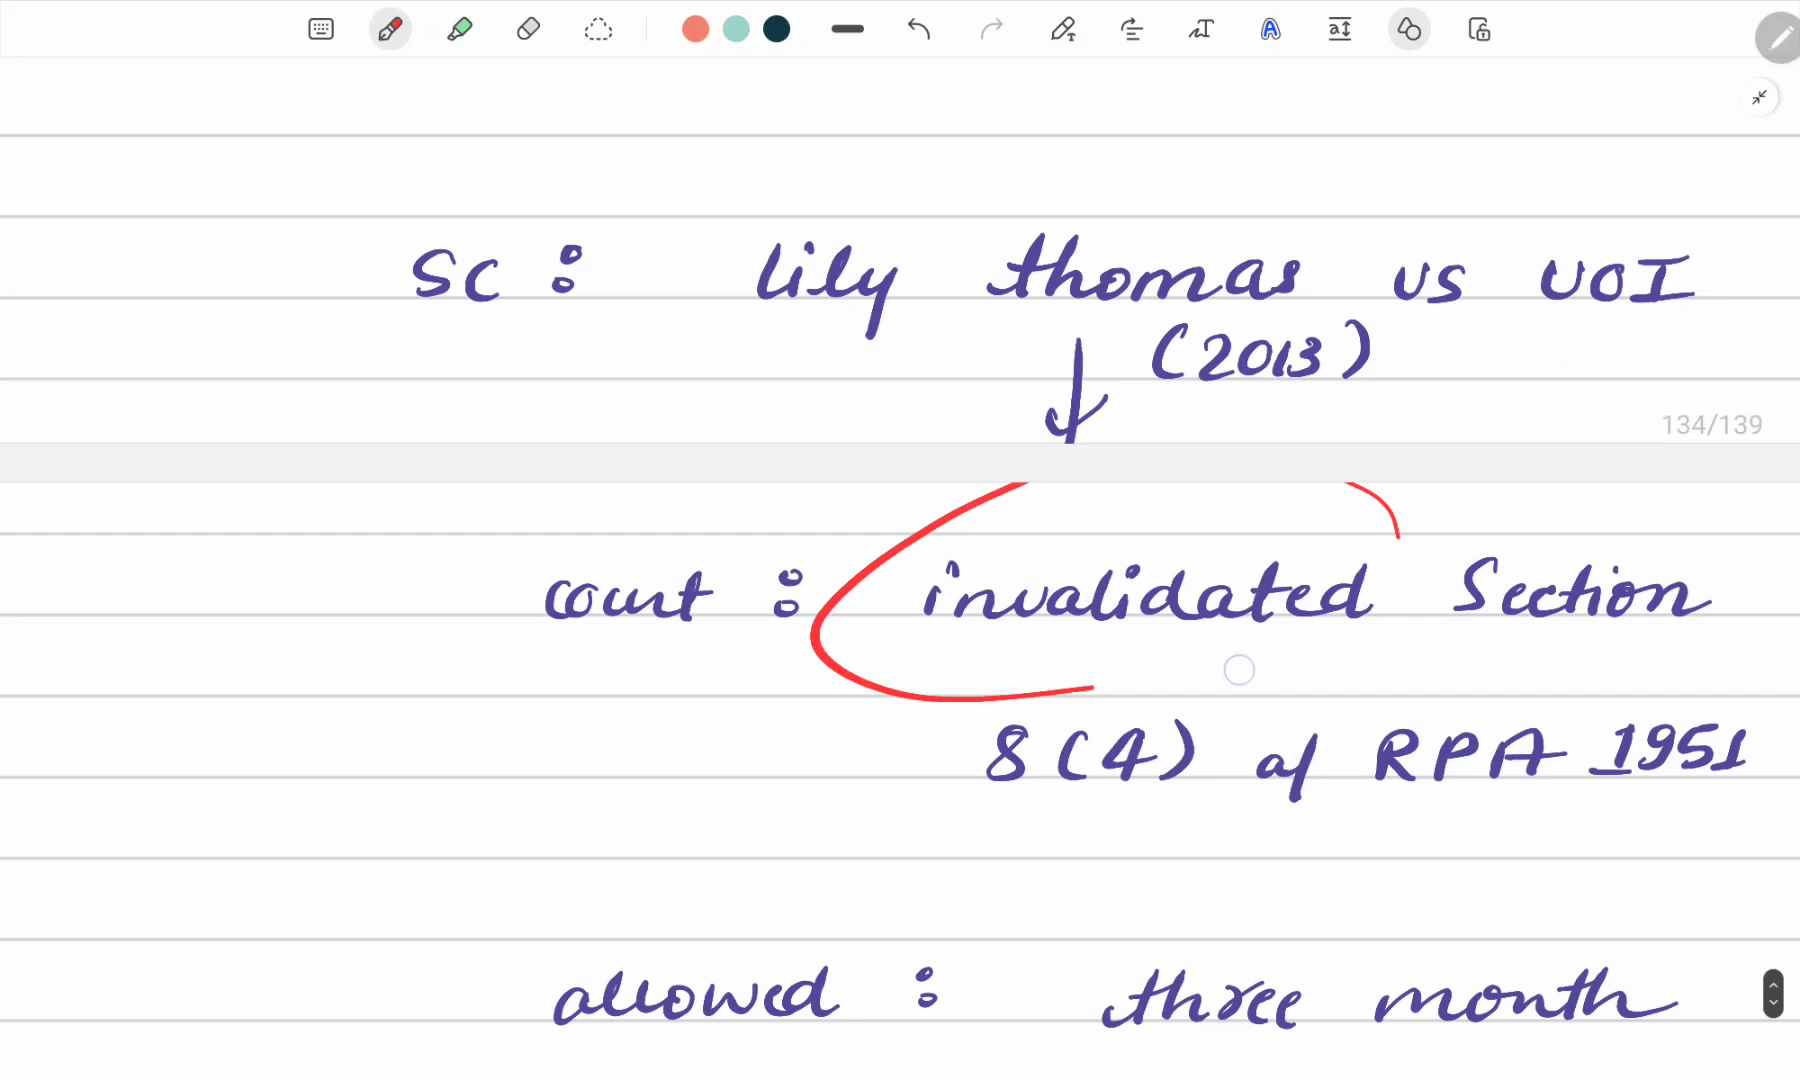 SC : lily thomas vs UOI
(2013)
134/139
court : invalidated Section
8(4) of RPA 1951
allowed : three month